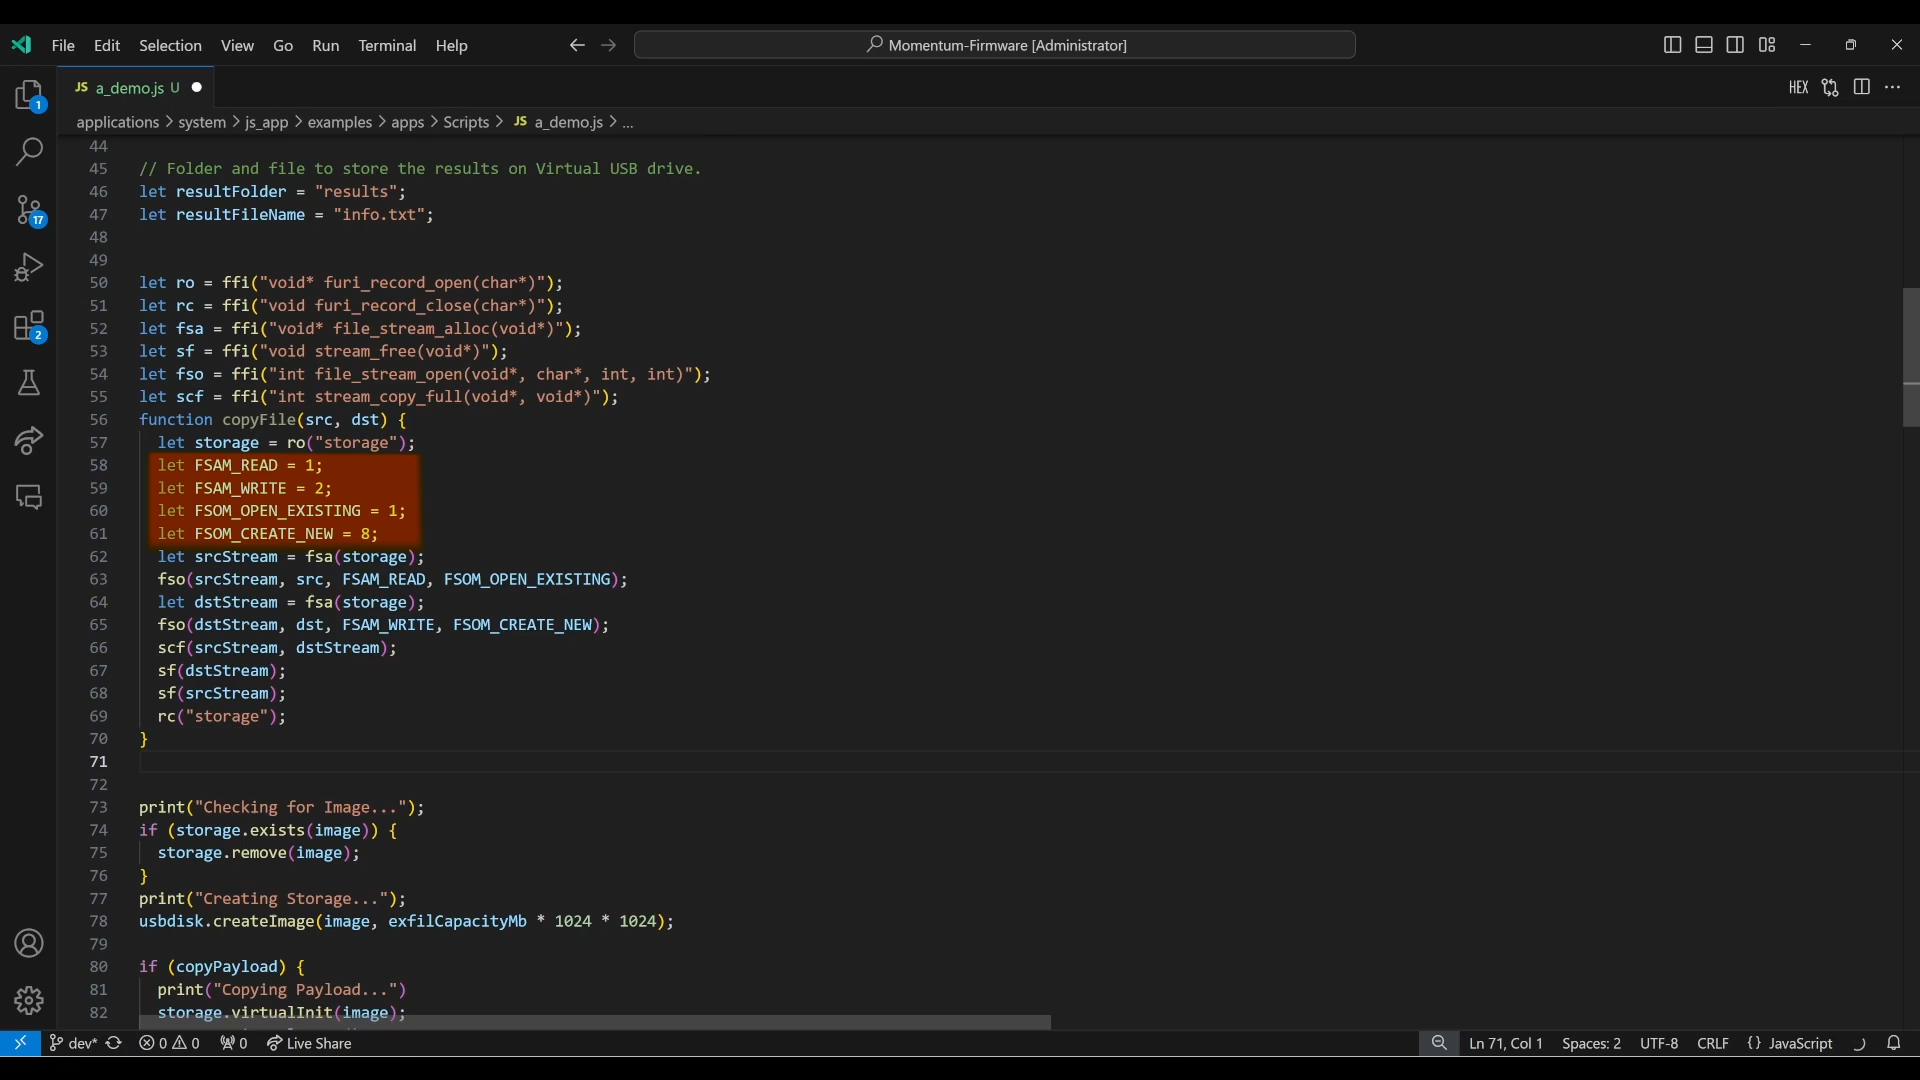 File Edit Selection View Go Run Terminal Help
Momentum-Firmware [Administrator]
JS a_demo.js U
HEX
applications > system > js_app > examples > apps > Scripts > JS a_demo.js > ...
1
17
2
44
45 // Folder and file to store the results on Virtual USB drive.
46 let resultFolder = "results";
47 let resultFileName = "info.txt";
48
49
50 let ro = ffi("void* furi_record_open(char*)");
51 let rc = ffi("void furi_record_close(char*)");
52 let fsa = ffi("void* file_stream_alloc(void*)");
53 let sf = ffi("void stream_free(void*)");
54 let fso = ffi("int file_stream_open(void*, char*, int, int)");
55 let scf = ffi("int stream_copy_full(void*, void*)");
56 function copyFile(src, dst) {
57 let storage = ro("storage");
58 let FSAM_READ = 1;
59 let FSAM_WRITE = 2;
60 let FSOM_OPEN_EXISTING = 1;
61 let FSOM_CREATE_NEW = 8;
62 let srcStream = fsa(storage);
63 fso(srcStream, src, FSAM_READ, FSOM_OPEN_EXISTING);
64 let dstStream = fsa(storage);
65 fso(dstStream, dst, FSAM_WRITE, FSOM_CREATE_NEW);
66 scf(srcStream, dstStream);
67 sf(dstStream);
68 sf(srcStream);
69 rc("storage");
70 }
71
72
73 print("Checking for Image...");
74 if (storage.exists(image)) {
75 storage.remove(image);
76 }
77 print("Creating Storage...");
78 usbdisk.createImage(image, exfilCapacityMb * 1024 * 1024);
79
80 if (copyPayload) {
81 print("Copying Payload...")
82 storage.virtualInit(image);
dev* 0 0 0 Live Share
Ln 71, Col 1 Spaces: 2 UTF-8 CRLF {} JavaScript